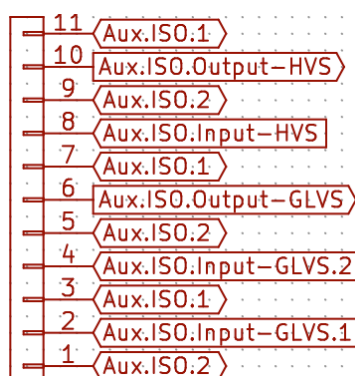 11 Aux.ISO.1
10 Aux.ISO.Output-HVS
9 Aux.ISO.2
8 Aux.ISO.Input-HVS
7 Aux.ISO.1
6 Aux.ISO.Output-GLVS
5 Aux.ISO.2
4 Aux.ISO.Input-GLVS.2
3 Aux.ISO.1
2 Aux.ISO.Input-GLVS.1
1 Aux.ISO.2